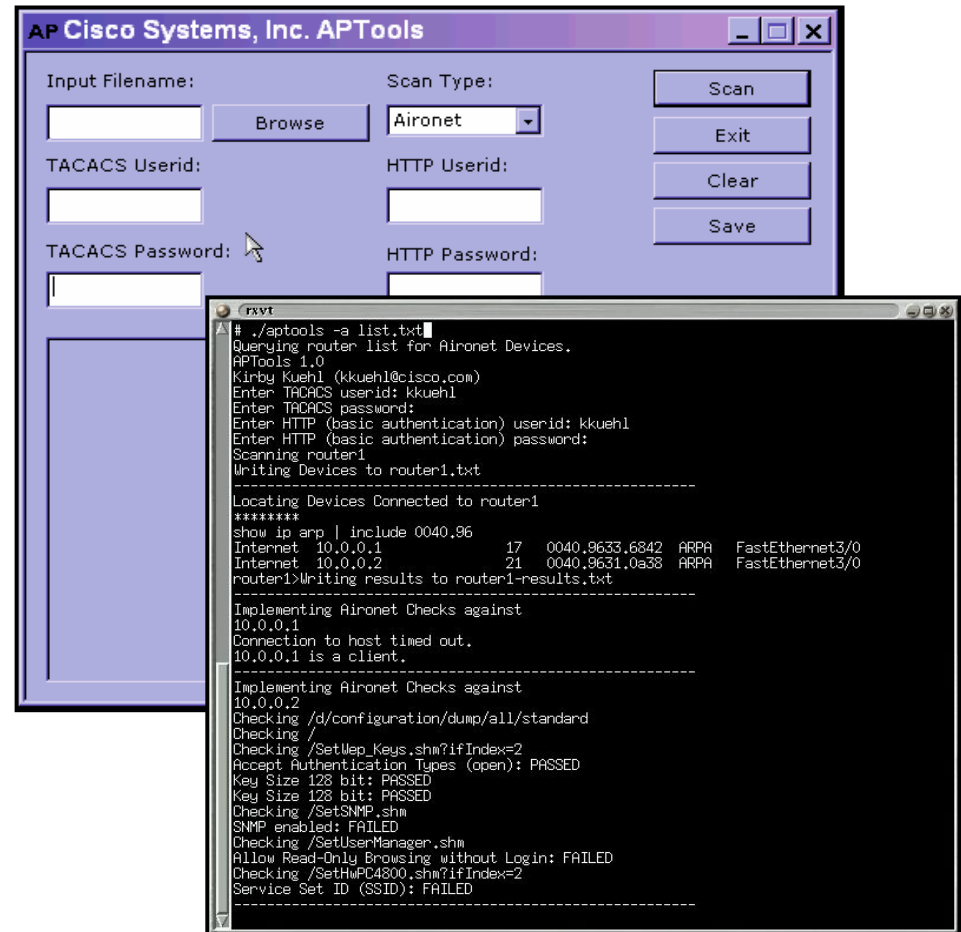 AP Cisco Systems, Inc. APTools
Input Filename:
Scan Type:
Scan
Browse
Aironet
Exit
TACACS Userid:
HTTP Userid:
Clear
Save
TACACS Password:
HTTP Password:
rxvt
# ./aptools -a list.txt
Querying router list for Aironet Devices.
APTools 1.0
Kirby Kuehl (kkuehl@cisco.com)
Enter TACACS userid: kkuehl
Enter TACACS password:
Enter HTTP (basic authentication) userid: kkuehl
Enter HTTP (basic authentication) password:
Scanning router1
Writing Devices to router1.txt
-------------------------------------------------------
Locating Devices Connected to router1
********
show ip arp | include 0040.96
Internet  10.0.0.1               17   0040.9633.6842  ARPA   FastEthernet3/0
Internet  10.0.0.2               21   0040.9631.0a38  ARPA   FastEthernet3/0
router1>Writing results to router1-results.txt
-------------------------------------------------------
Implementing Aironet Checks against
10.0.0.1
Connection to host timed out.
10.0.0.1 is a client.
-------------------------------------------------------
Implementing Aironet Checks against
10.0.0.2
Checking /d/configuration/dump/all/standard
Checking /
Checking /SetWep_Keys.shm?ifIndex=2
Accept Authentication Types (open): PASSED
Key Size 128 bit: PASSED
Key Size 128 bit: PASSED
Checking /SetSNMP.shm
SNMP enabled: FAILED
Checking /SetUserManager.shm
Allow Read-Only Browsing without Login: FAILED
Checking /SetHwPC4800.shm?ifIndex=2
Service Set ID (SSID): FAILED
-------------------------------------------------------